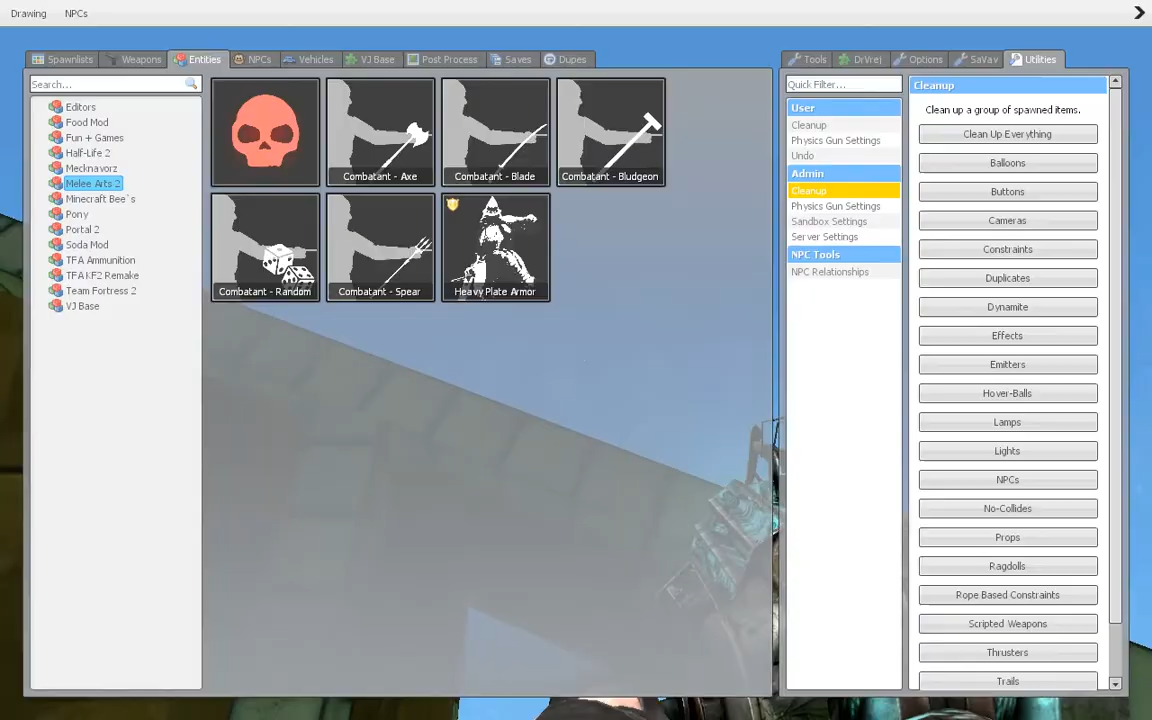 Drawing NPCs
Spawnlists Weapons Entities NPCs Vehicles VJ Base Post Process Saves Dupes
Tools DrVrej Options SaVav Utilities
Search...
Editors
Food Mod
Fun + Games
Half-Life 2
Mecknavorz
Melee Arts 2
Minecraft Bee`s
Pony
Portal 2
Soda Mod
TFA Ammunition
TFA KF2 Remake
Team Fortress 2
VJ Base
Combatant - Axe
Combatant - Blade
Combatant - Bludgeon
Combatant - Random
Combatant - Spear
Heavy Plate Armor
Quick Filter...
User
Cleanup
Physics Gun Settings
Undo
Admin
Cleanup
Physics Gun Settings
Sandbox Settings
Server Settings
NPC Tools
NPC Relationships
Cleanup
Clean up a group of spawned items.
Clean Up Everything
Balloons
Buttons
Cameras
Constraints
Duplicates
Dynamite
Effects
Emitters
Hover-Balls
Lamps
Lights
NPCs
No-Collides
Props
Ragdolls
Rope Based Constraints
Scripted Weapons
Thrusters
Trails